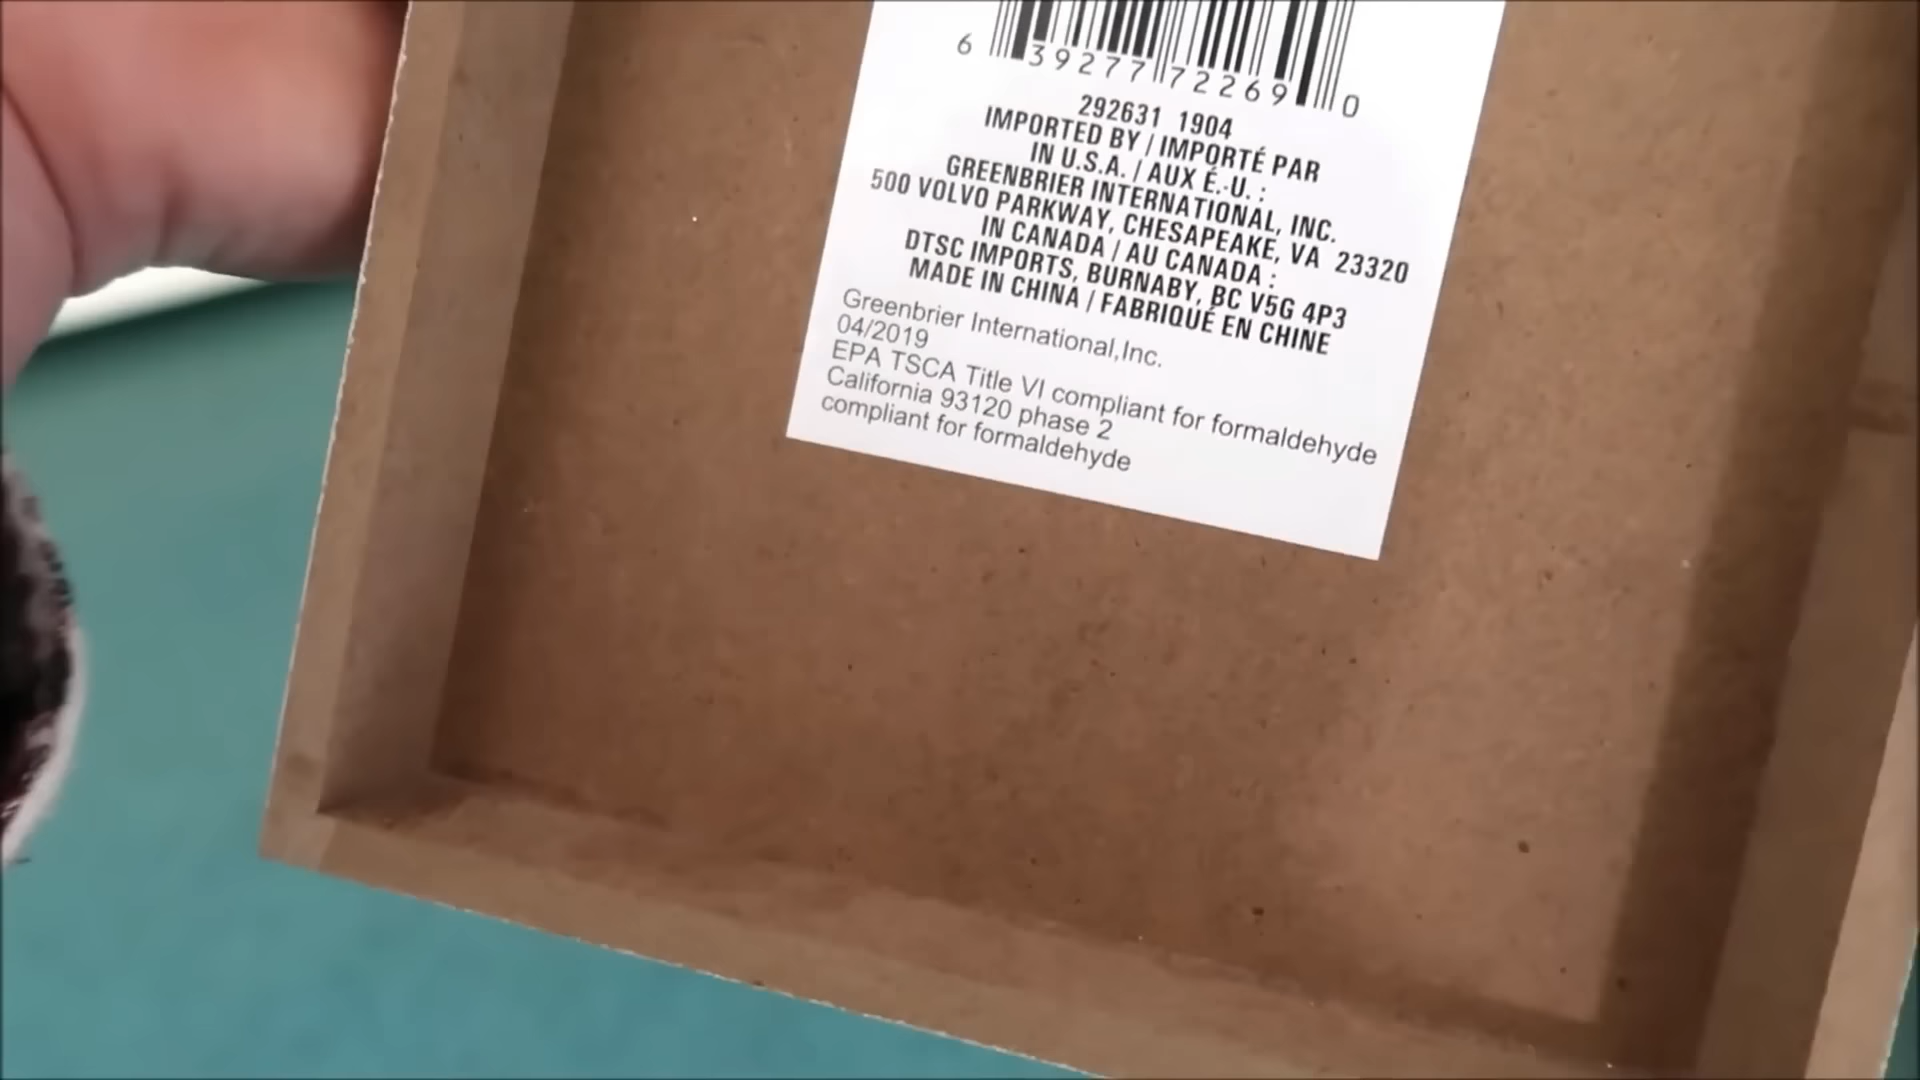 6 39277 72269 0
292631 1904
IMPORTED BY / IMPORTÉ PAR
IN U.S.A. / AUX É.-U. :
GREENBRIER INTERNATIONAL, INC.
500 VOLVO PARKWAY, CHESAPEAKE, VA 23320
IN CANADA / AU CANADA :
DTSC IMPORTS, BURNABY, BC V5G 4P3
MADE IN CHINA / FABRIQUÉ EN CHINE
Greenbrier International,Inc.
04/2019
EPA TSCA Title VI compliant for formaldehyde
California 93120 phase 2
compliant for formaldehyde